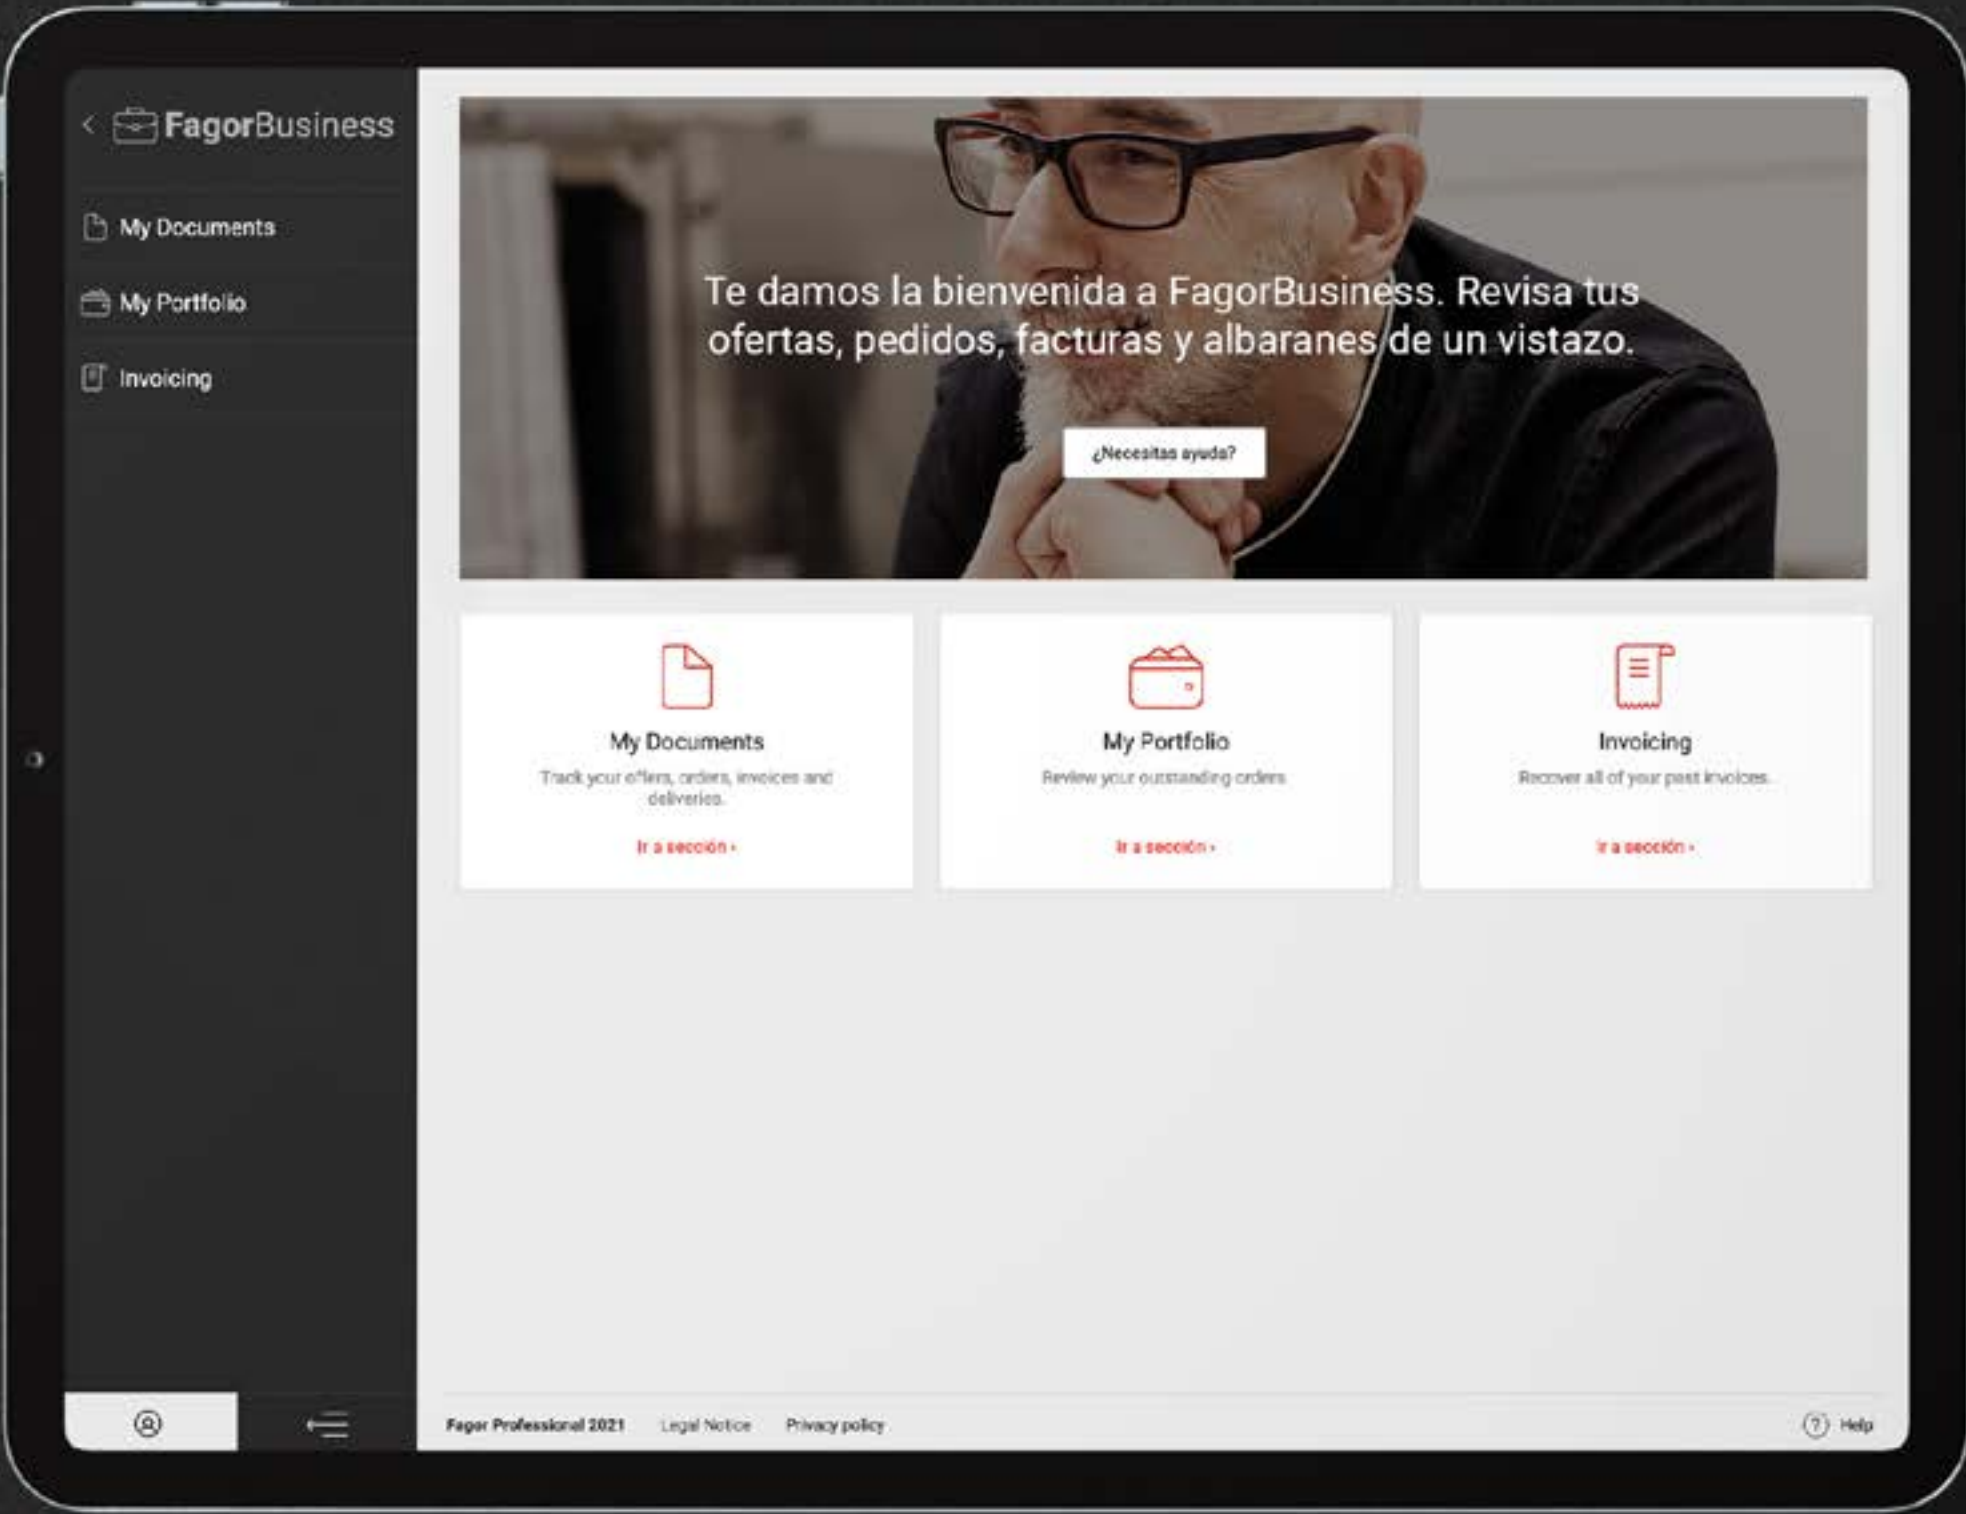 FagorBusiness
My Documents
My Portfolio
Invoicing
Te damos la bienvenida a FagorBusiness. Revisa tus
ofertas, pedidos, facturas y albaranes de un vistazo.
¿Necesitas ayuda?
My Documents
Track your offers, orders, invoices and
deliveries.
Ir a sección ›
My Portfolio
Review your outstanding orders
Ir a sección ›
Invoicing
Recover all of your past invoices.
Ir a sección ›
Fagor Professional 2021 Legal Notice Privacy policy
? Help